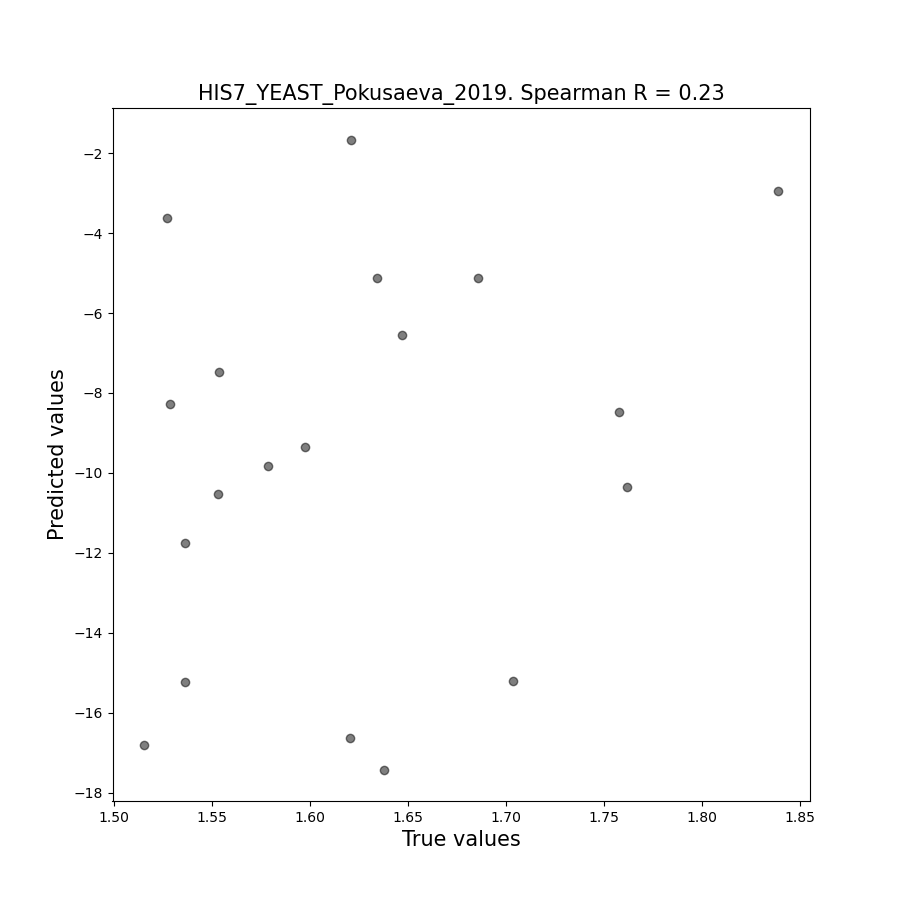 HIS7_YEAST_Pokusaeva_2019. Spearman R = 0.23
Predicted values
−2
−4
−6
−8
−10
−12
−14
−16
−18
1.50 1.55 1.60 1.65 1.70 1.75 1.80 1.85
True values